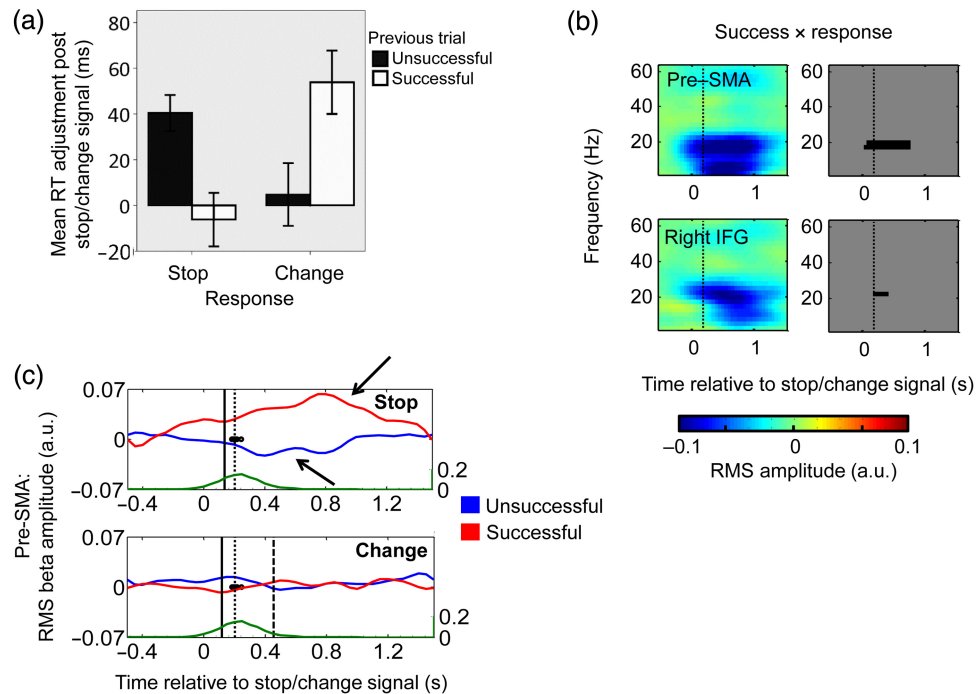 (a)
Mean RT adjustment post
stop/change signal (ms)
80
60
40
20
0
−20
Stop
Change
Response
Previous trial
Unsuccessful
Successful
(b)
Success × response
Frequency (Hz)
Pre–SMA
60
40
20
0
1
60
40
20
0
1
Right IFG
60
40
20
0
1
60
40
20
0
1
Time relative to stop/change signal (s)
−0.1
0
0.1
RMS amplitude (a.u.)
(c)
Pre-SMA:
RMS beta amplitude (a.u.)
0.07
0
−0.07
Stop
0.2
0
−0.4
0
0.4
0.8
1.2
Unsuccessful
Successful
0.07
0
−0.07
Change
0.2
0
−0.4
0
0.4
0.8
1.2
Time relative to stop/change signal (s)